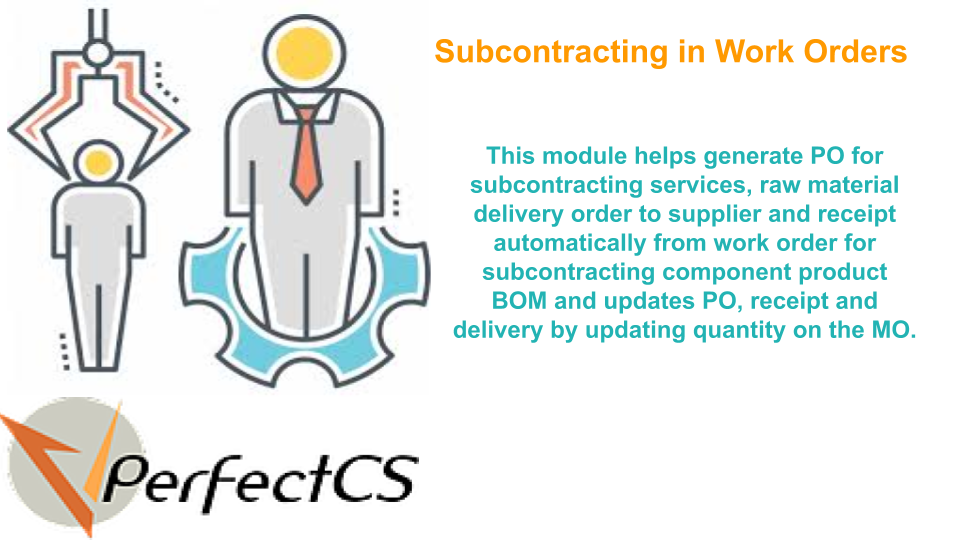 Subcontracting in Work Orders
This module helps generate PO for
subcontracting services, raw material
delivery order to supplier and receipt
automatically from work order for
subcontracting component product
BOM and updates PO, receipt and
delivery by updating quantity on the MO.
PerfectCS